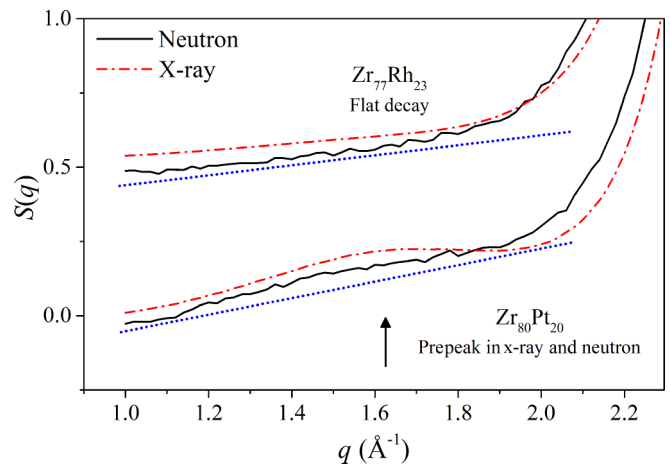 1.0
Neutron
X-ray
Zr₇₇Rh₂₃
Flat decay
0.5
S(q)
0.0
Zr₈₀Pt₂₀
Prepeak in x-ray and neutron
1.0 1.2 1.4 1.6 1.8 2.0 2.2
q (Å⁻¹)